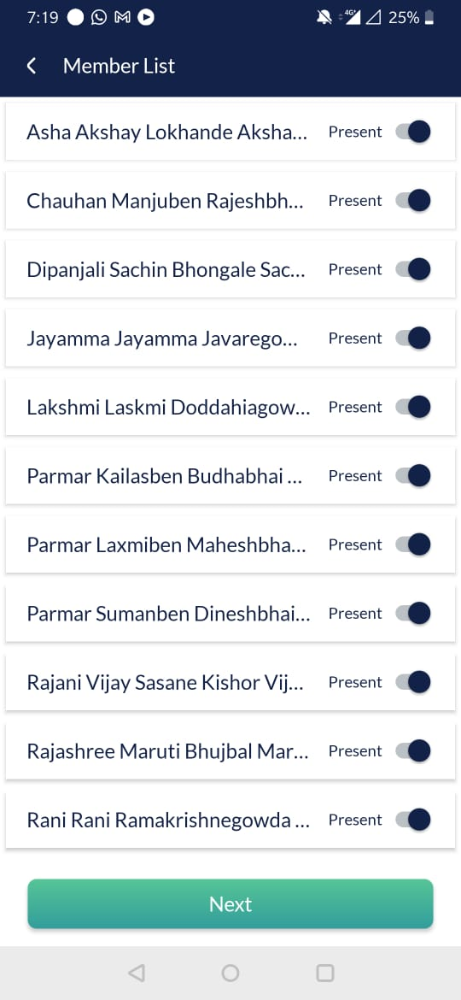 7:19 4G+ 25%
Member List
Asha Akshay Lokhande Aksha... Present
Chauhan Manjuben Rajeshbh... Present
Dipanjali Sachin Bhongale Sac... Present
Jayamma Jayamma Javarego... Present
Lakshmi Laskmi Doddahiagow... Present
Parmar Kailasben Budhabhai ... Present
Parmar Laxmiben Maheshbha... Present
Parmar Sumanben Dineshbhai... Present
Rajani Vijay Sasane Kishor Vij... Present
Rajashree Maruti Bhujbal Mar... Present
Rani Rani Ramakrishnegowda ... Present
Next